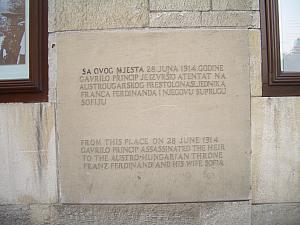 SA OVOG MJESTA 28 JUNA 1914. GODINE
GAVRILO PRINCIP JE IZVRŠIO ATENTAT NA
AUSTROUGARSKOG PRESTOLONASLJEDNIKA
FRANCA FERDINANDA I NJEGOVU SUPRUGU
SOFIJU
FROM THIS PLACE ON 28 JUNE 1914
GAVRILO PRINCIP ASSASSINATED THE HEIR
TO THE AUSTRO-HUNGARIAN THRONE
FRANZ FERDINAND AND HIS WIFE SOFIA